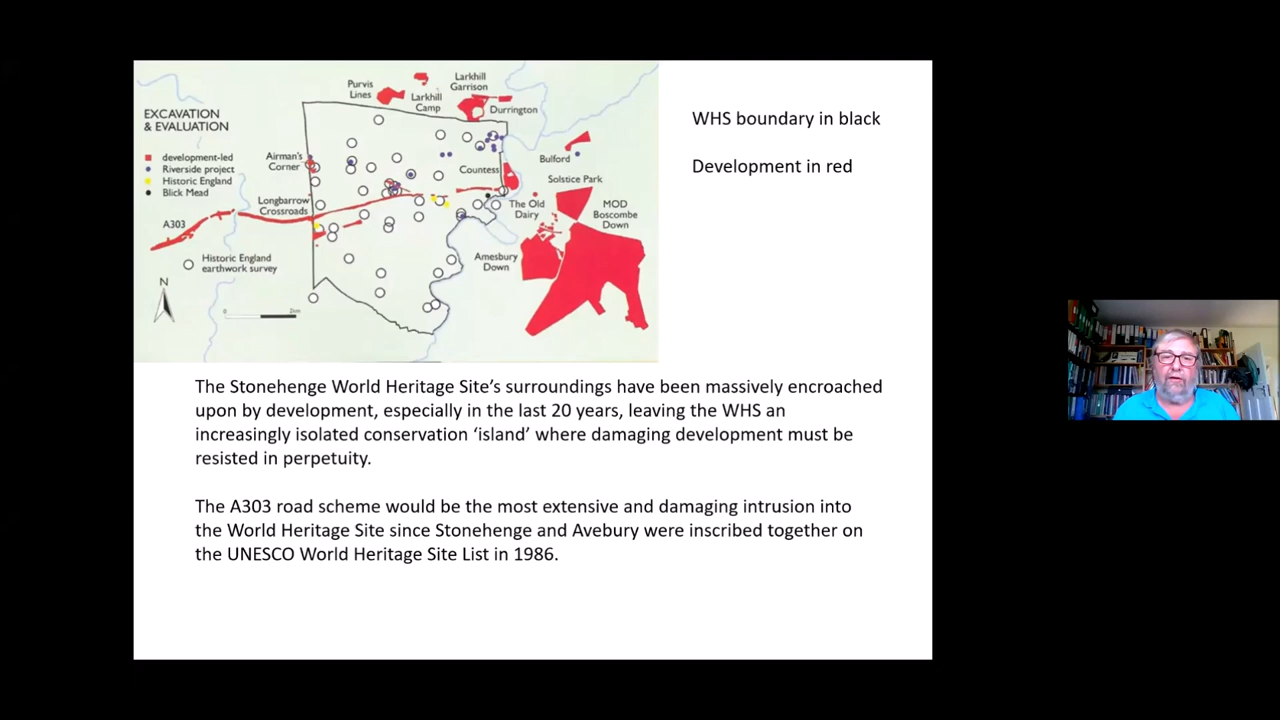 EXCAVATION
& EVALUATION
development-led
Riverside project
Historic England
Blick Mead
Purvis
Lines
Larkhill
Camp
Larkhill
Garrison
Durrington
Airman's
Corner
Countess
Bulford
Solstice Park
Longbarrow
Crossroads
The Old
Dairy
MOD
Boscombe
Down
A303
Amesbury
Down
Historic England
earthwork survey
N
0
2km
WHS boundary in black
Development in red
The Stonehenge World Heritage Site's surroundings have been massively encroached
upon by development, especially in the last 20 years, leaving the WHS an
increasingly isolated conservation 'island' where damaging development must be
resisted in perpetuity.
The A303 road scheme would be the most extensive and damaging intrusion into
the World Heritage Site since Stonehenge and Avebury were inscribed together on
the UNESCO World Heritage Site List in 1986.